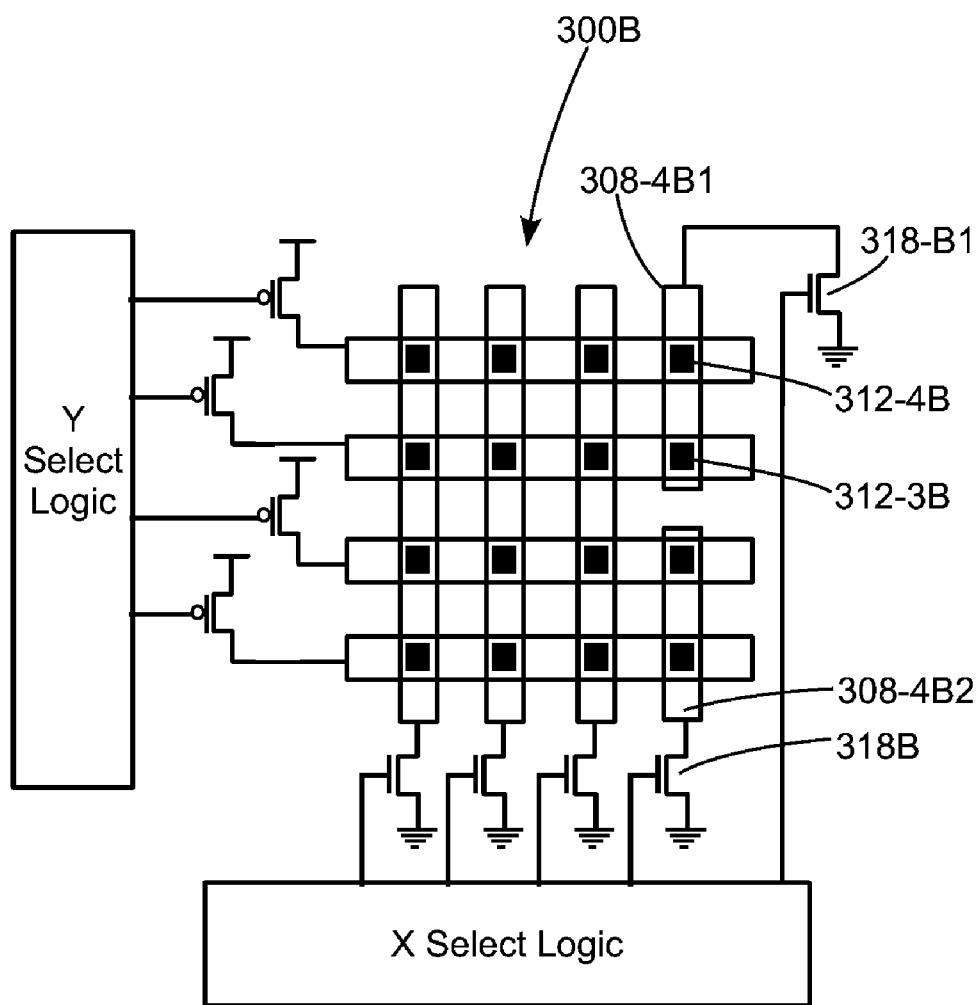 300B
308-4B1
318-B1
312-4B
Y
Select
Logic
312-3B
308-4B2
318B
X Select Logic